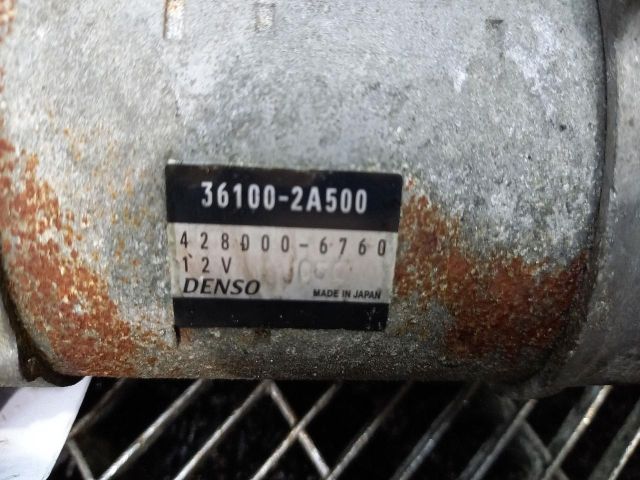 36100-2A500
428000-6760
12V
DENSO MADE IN JAPAN